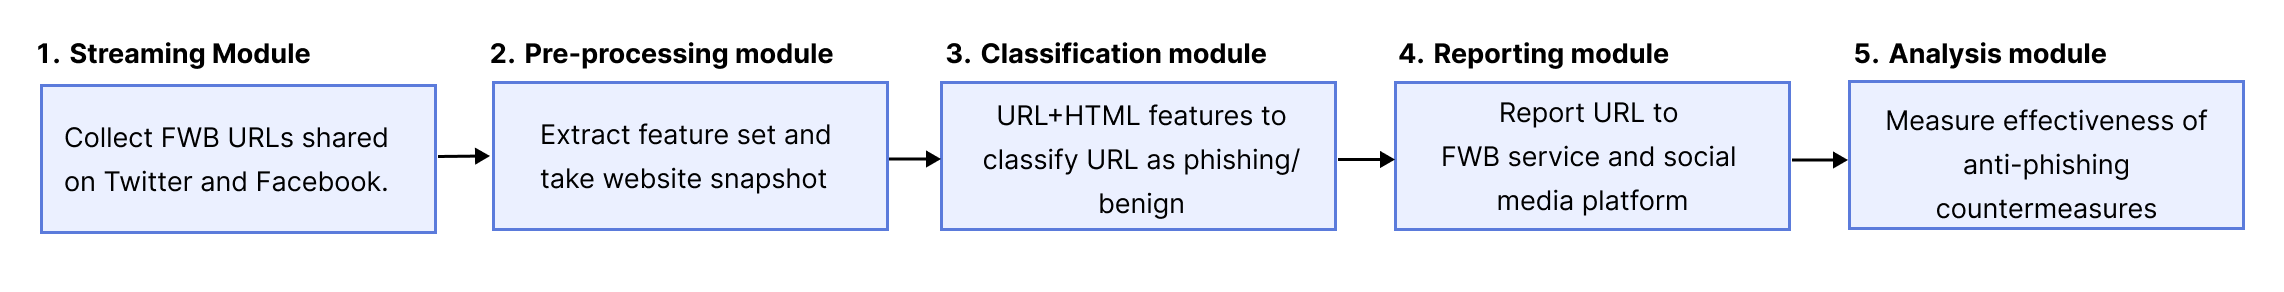 1. Streaming Module
Collect FWB URLs shared
on Twitter and Facebook.
2. Pre-processing module
Extract feature set and
take website snapshot
3. Classification module
URL+HTML features to
classify URL as phishing/
benign
4. Reporting module
Report URL to
FWB service and social
media platform
5. Analysis module
Measure effectiveness of
anti-phishing
countermeasures